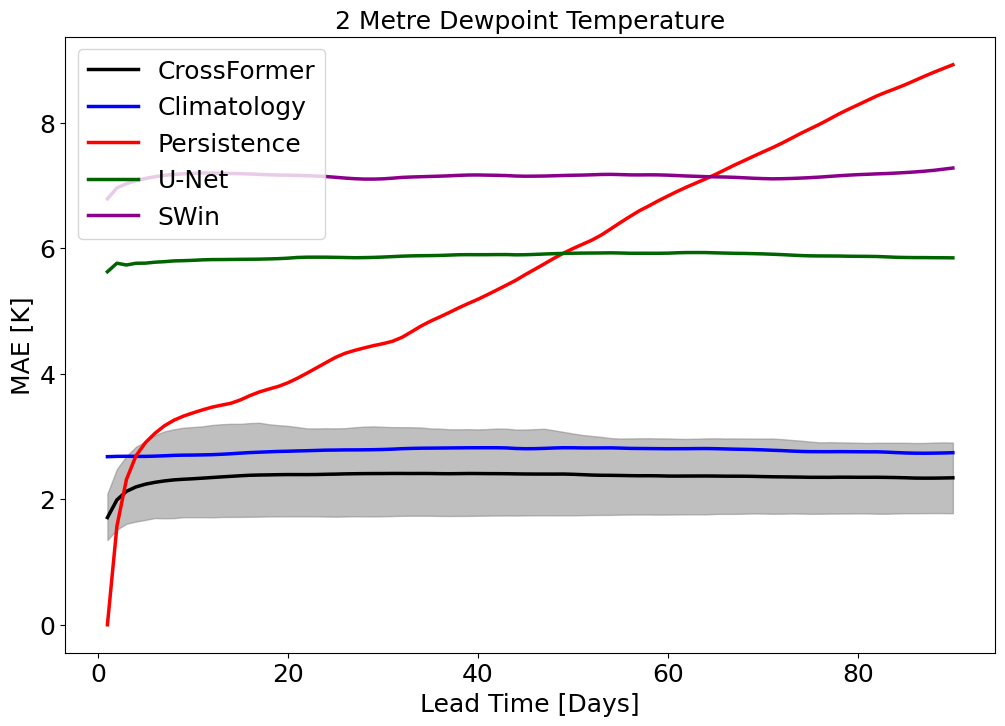 2 Metre Dewpoint Temperature
CrossFormer
Climatology
Persistence
U-Net
SWin
MAE [K]
8
6
4
2
0
0 20 40 60 80
Lead Time [Days]